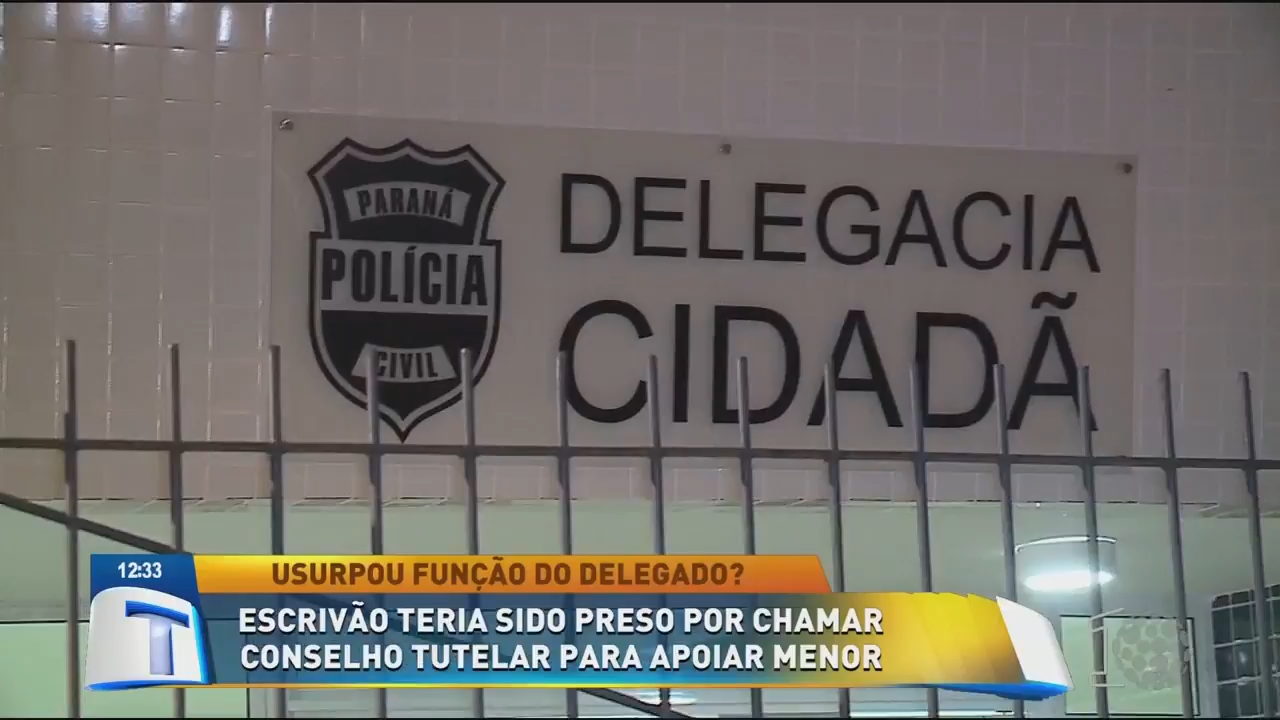 PARANÁ
POLÍCIA
CIVIL
DELEGACIA
CIDADÃ
12:33
USURPOU FUNÇÃO DO DELEGADO?
T
ESCRIVÃO TERIA SIDO PRESO POR CHAMAR
CONSELHO TUTELAR PARA APOIAR MENOR